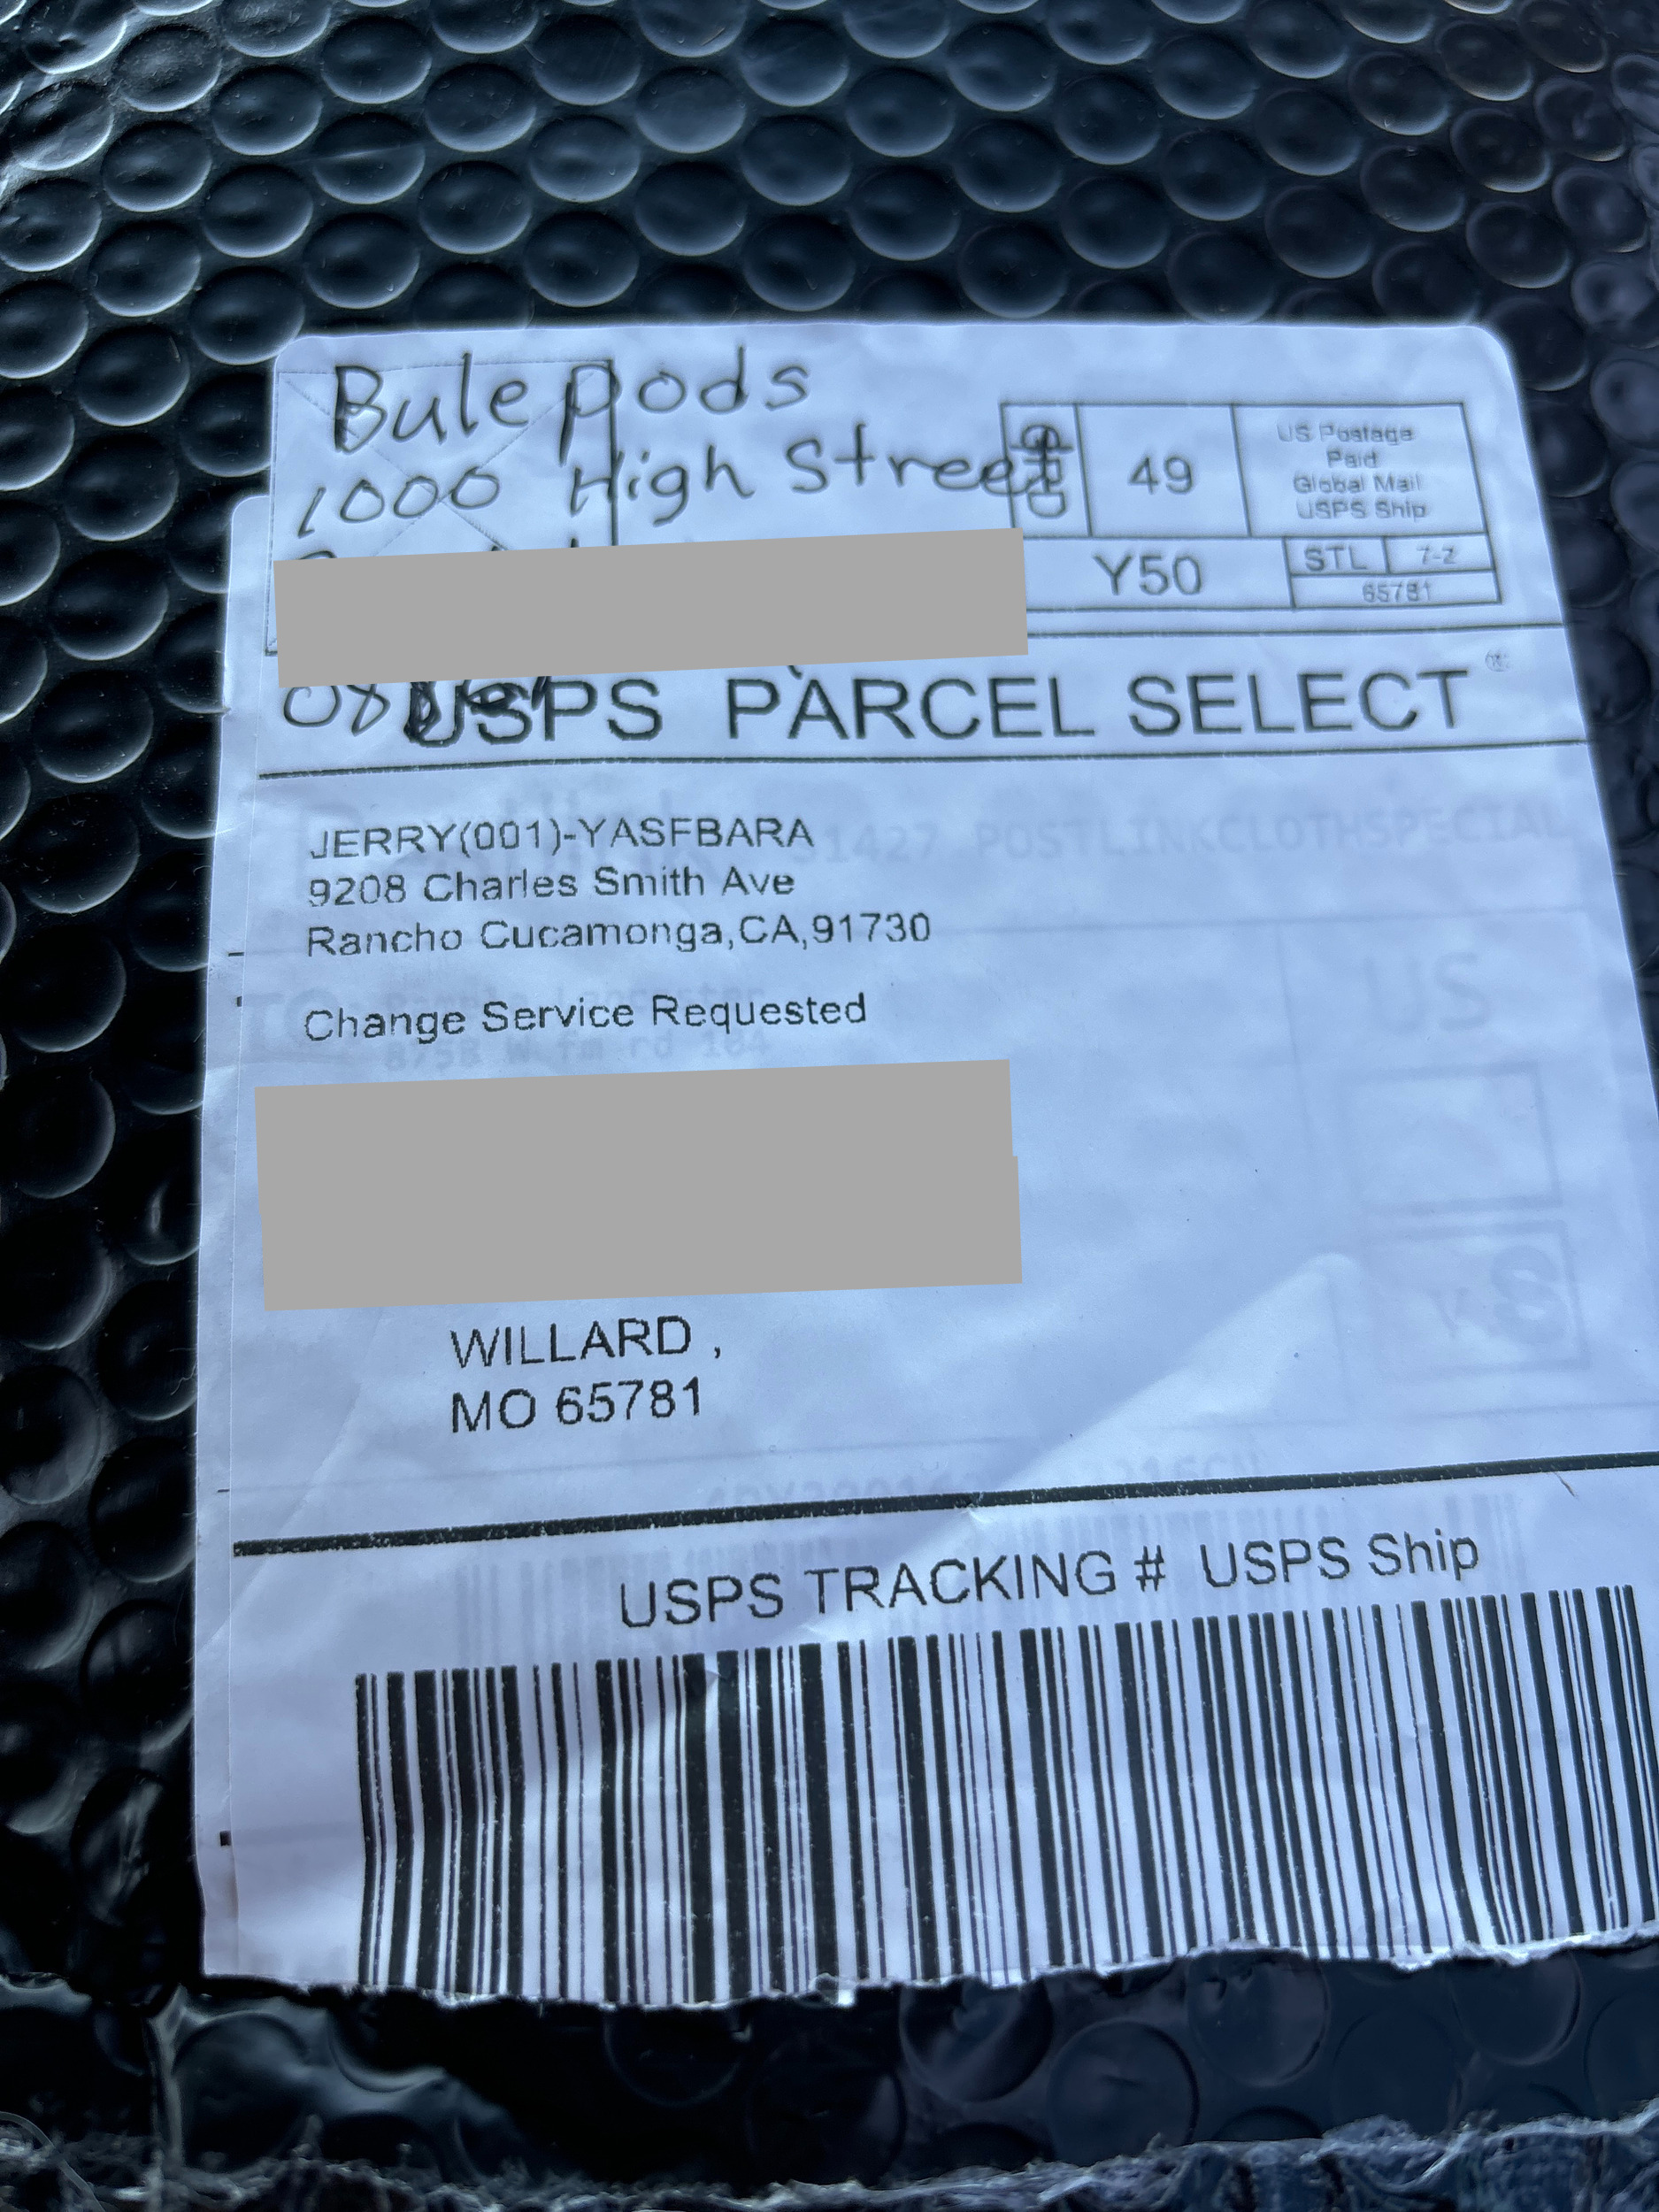 Bule pods
1000 High Street
49
US Postage
Paid
Global Mail
USPS Ship
Y50
STL
7-2
65781
USPS PARCEL SELECT
JERRY(001)-YASFBARA
9208 Charles Smith Ave
Rancho Cucamonga,CA,91730
Change Service Requested
WILLARD ,
MO 65781
USPS TRACKING # USPS Ship